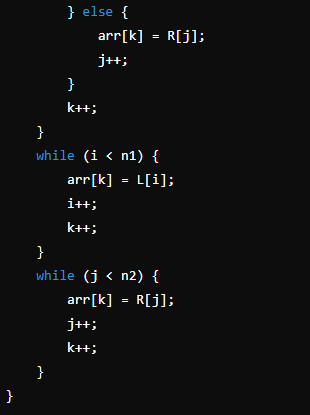 } else {
            arr[k] = R[j];
            j++;
        }
        k++;
    }
    while (i < n1) {
        arr[k] = L[i];
        i++;
        k++;
    }
    while (j < n2) {
        arr[k] = R[j];
        j++;
        k++;
    }
}